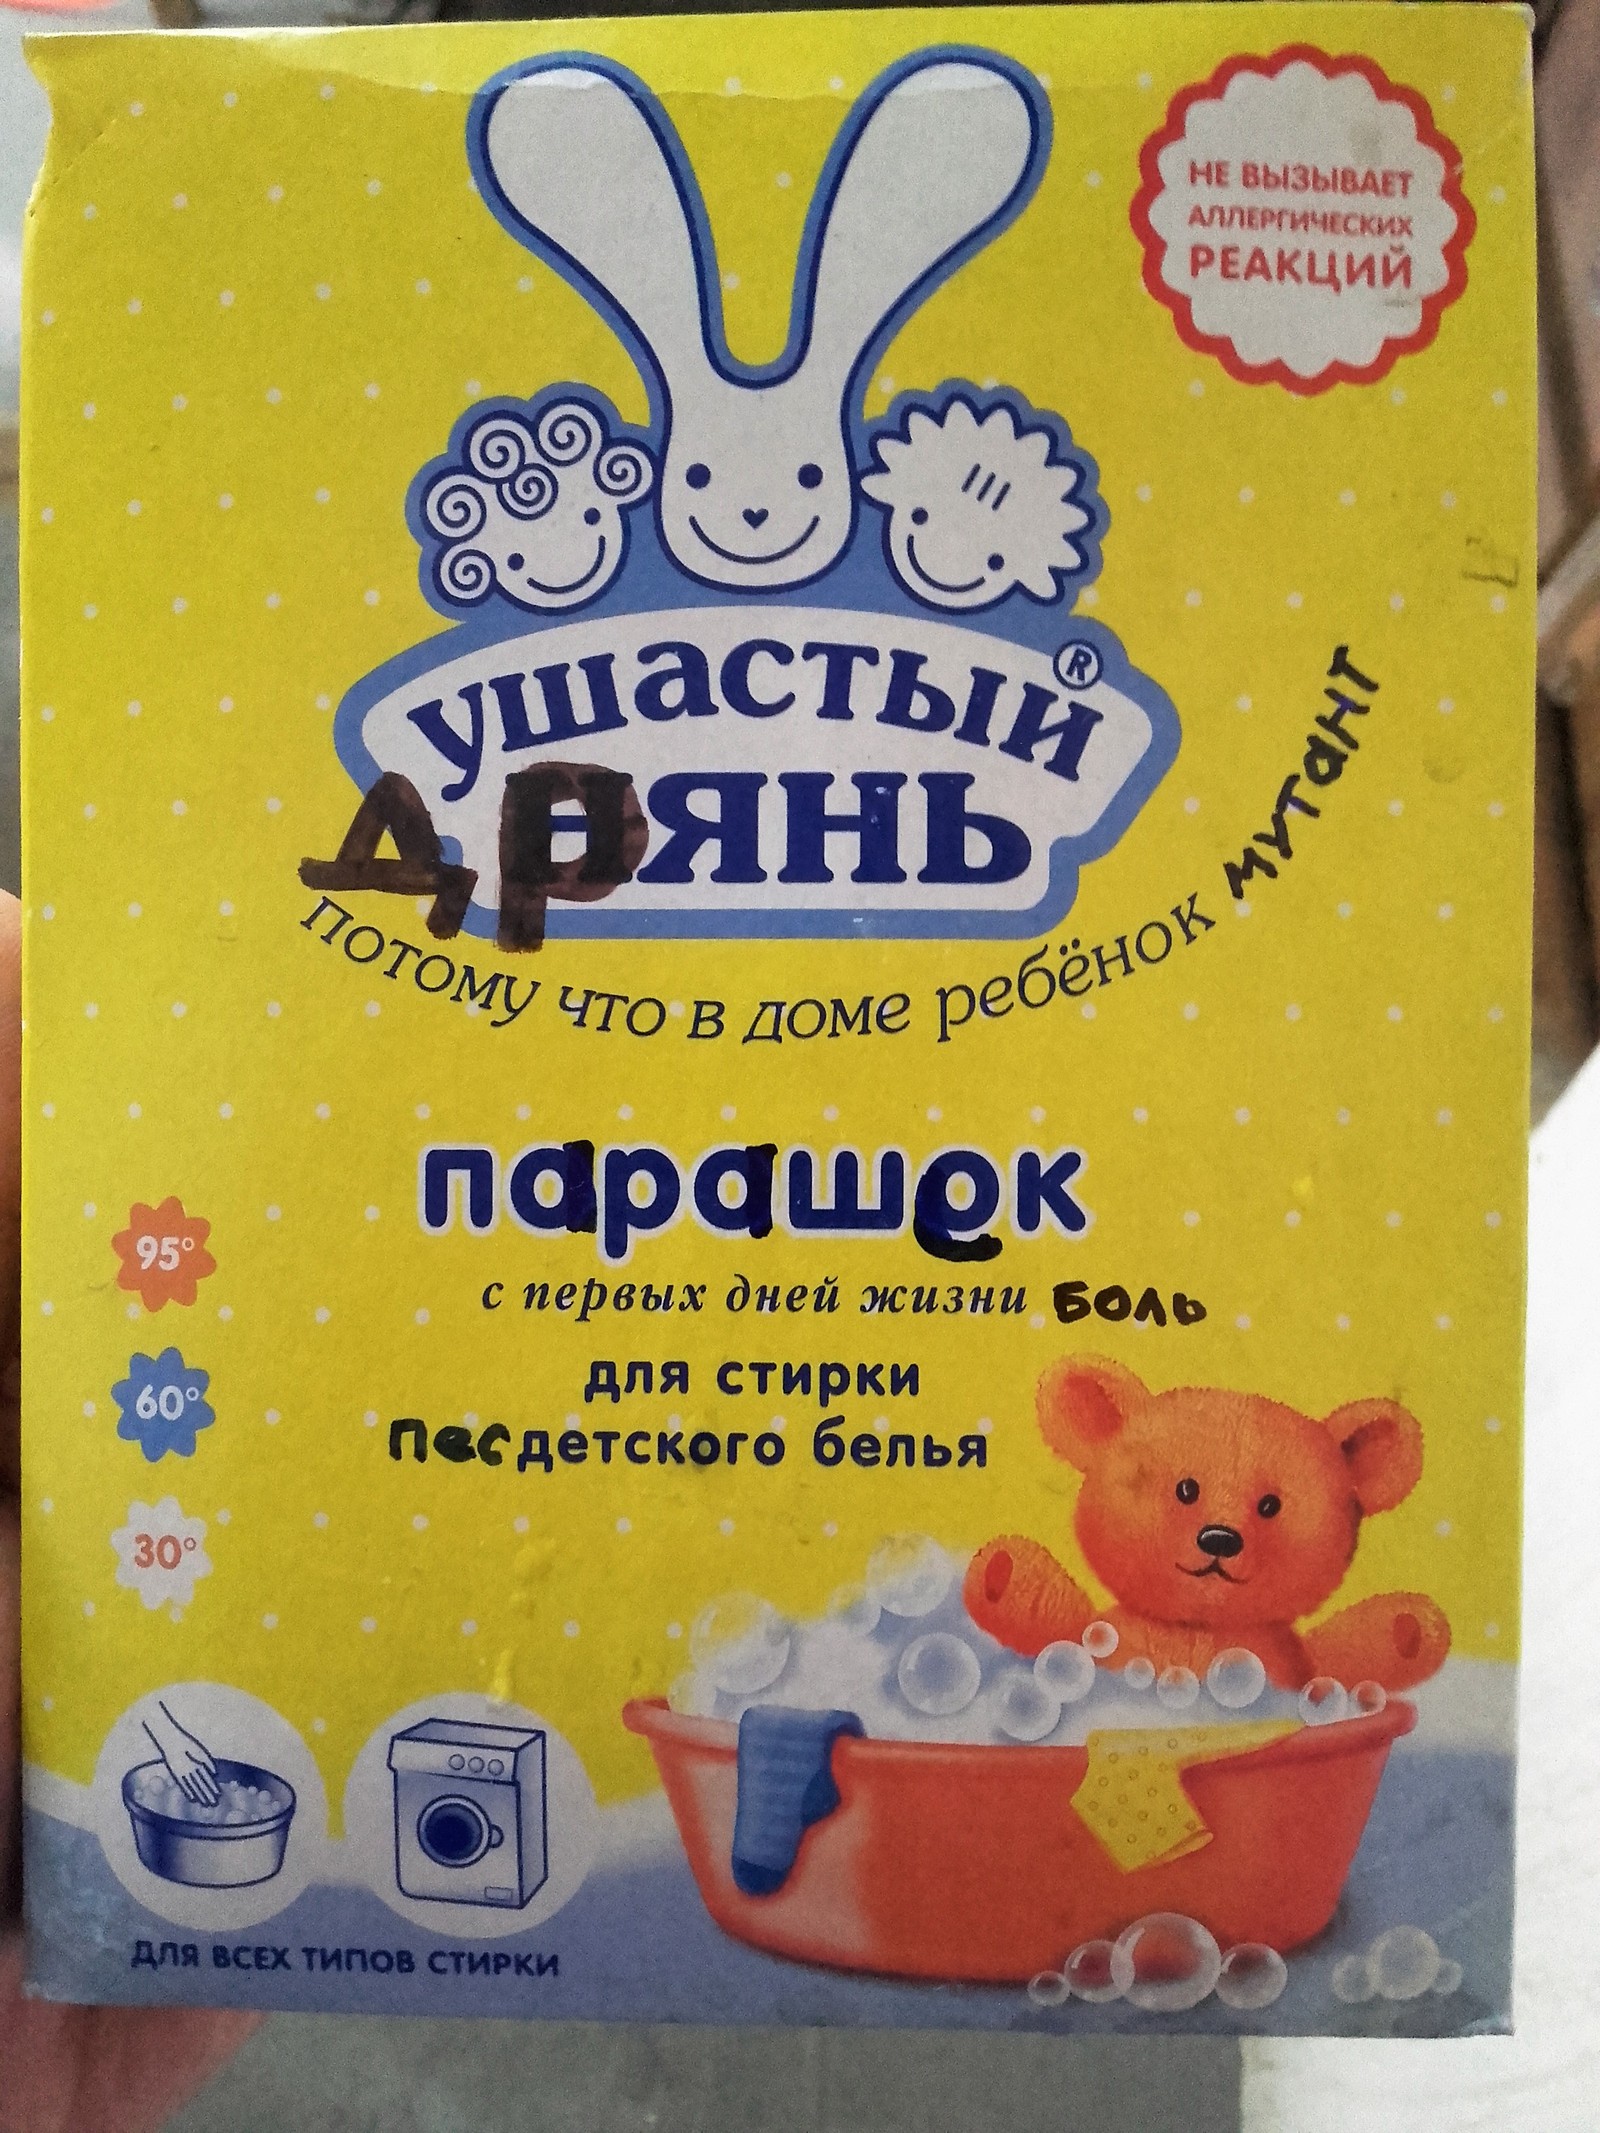 НЕ ВЫЗЫВАЕТ
АЛЛЕРГИЧЕСКИХ
РЕАКЦИЙ
ушастый ®
дрянь
потому что в доме ребёнок мутант
парашек
с первых дней жизни боль
для стирки
песдетского белья
95°
60°
30°
ДЛЯ ВСЕХ ТИПОВ СТИРКИ